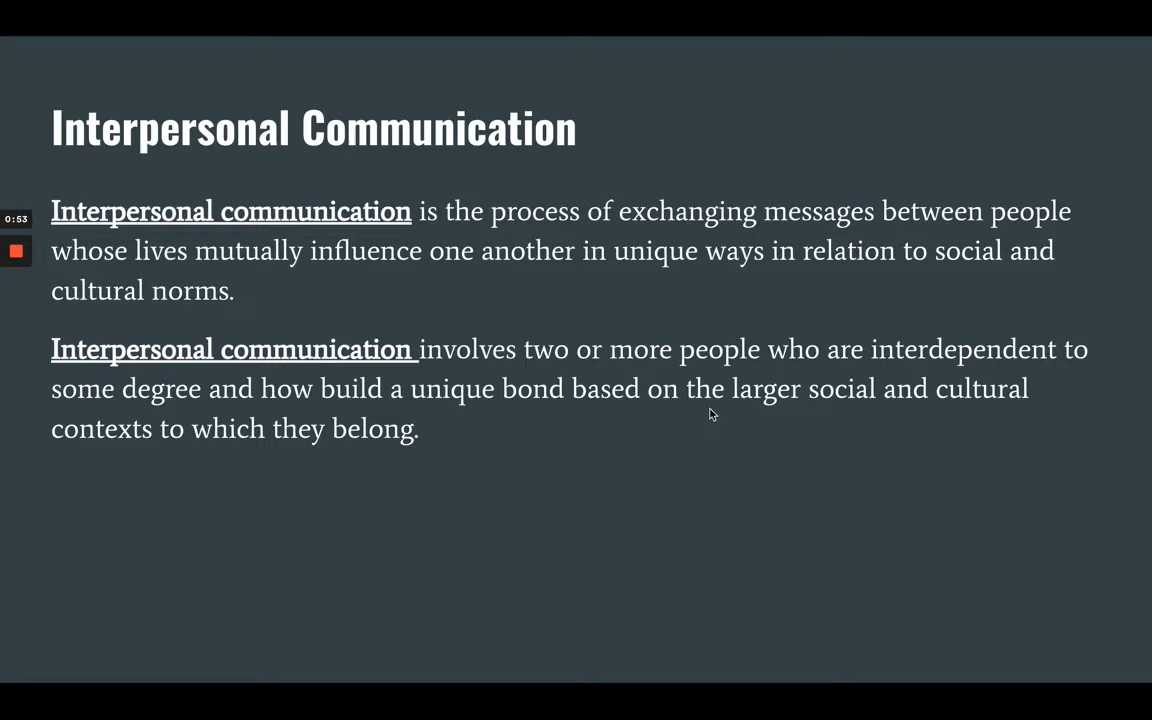 Interpersonal Communication
Interpersonal communication is the process of exchanging messages between people
whose lives mutually influence one another in unique ways in relation to social and
cultural norms.
Interpersonal communication involves two or more people who are interdependent to
some degree and how build a unique bond based on the larger social and cultural
contexts to which they belong.
0:53